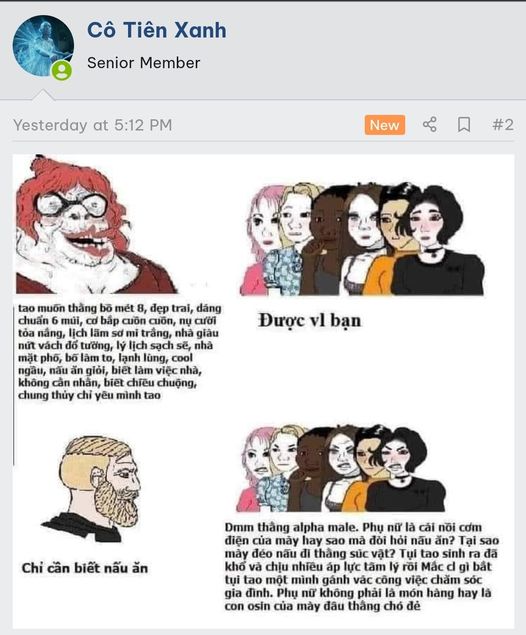 Cô Tiên Xanh
Senior Member
Yesterday at 5:12 PM
New
#2
tao muốn thằng bồ mét 8, đẹp trai, dáng
chuẩn 6 múi, cơ bắp cuồn cuồn, nụ cười
tỏa nắng, lịch lãm sơ mi trắng, nhà giàu
nứt vách đổ tường, lý lịch sạch sẽ, nhà
mặt phố, bố làm to, lạnh lùng, cool
ngầu, nấu ăn giỏi, biết làm việc nhà,
không cằn nhằn, biết chiều chuộng,
chung thủy chỉ yêu mình tao
Được vl bạn
Chỉ cần biết nấu ăn
Dmm thằng alpha male. Phụ nữ là cái nồi cơm
điện của mày hay sao mà đòi hỏi nấu ăn? Tại sao
mày đéo nấu đi thằng súc vật? Tụi tao sinh ra đã
khổ và chịu nhiều áp lực tâm lý rồi Mắc cl gì bắt
tụi tao một mình gánh vác công việc chăm sóc
gia đình. Phụ nữ không phải là món hàng hay là
con osin của mày đâu thằng chó đẻ